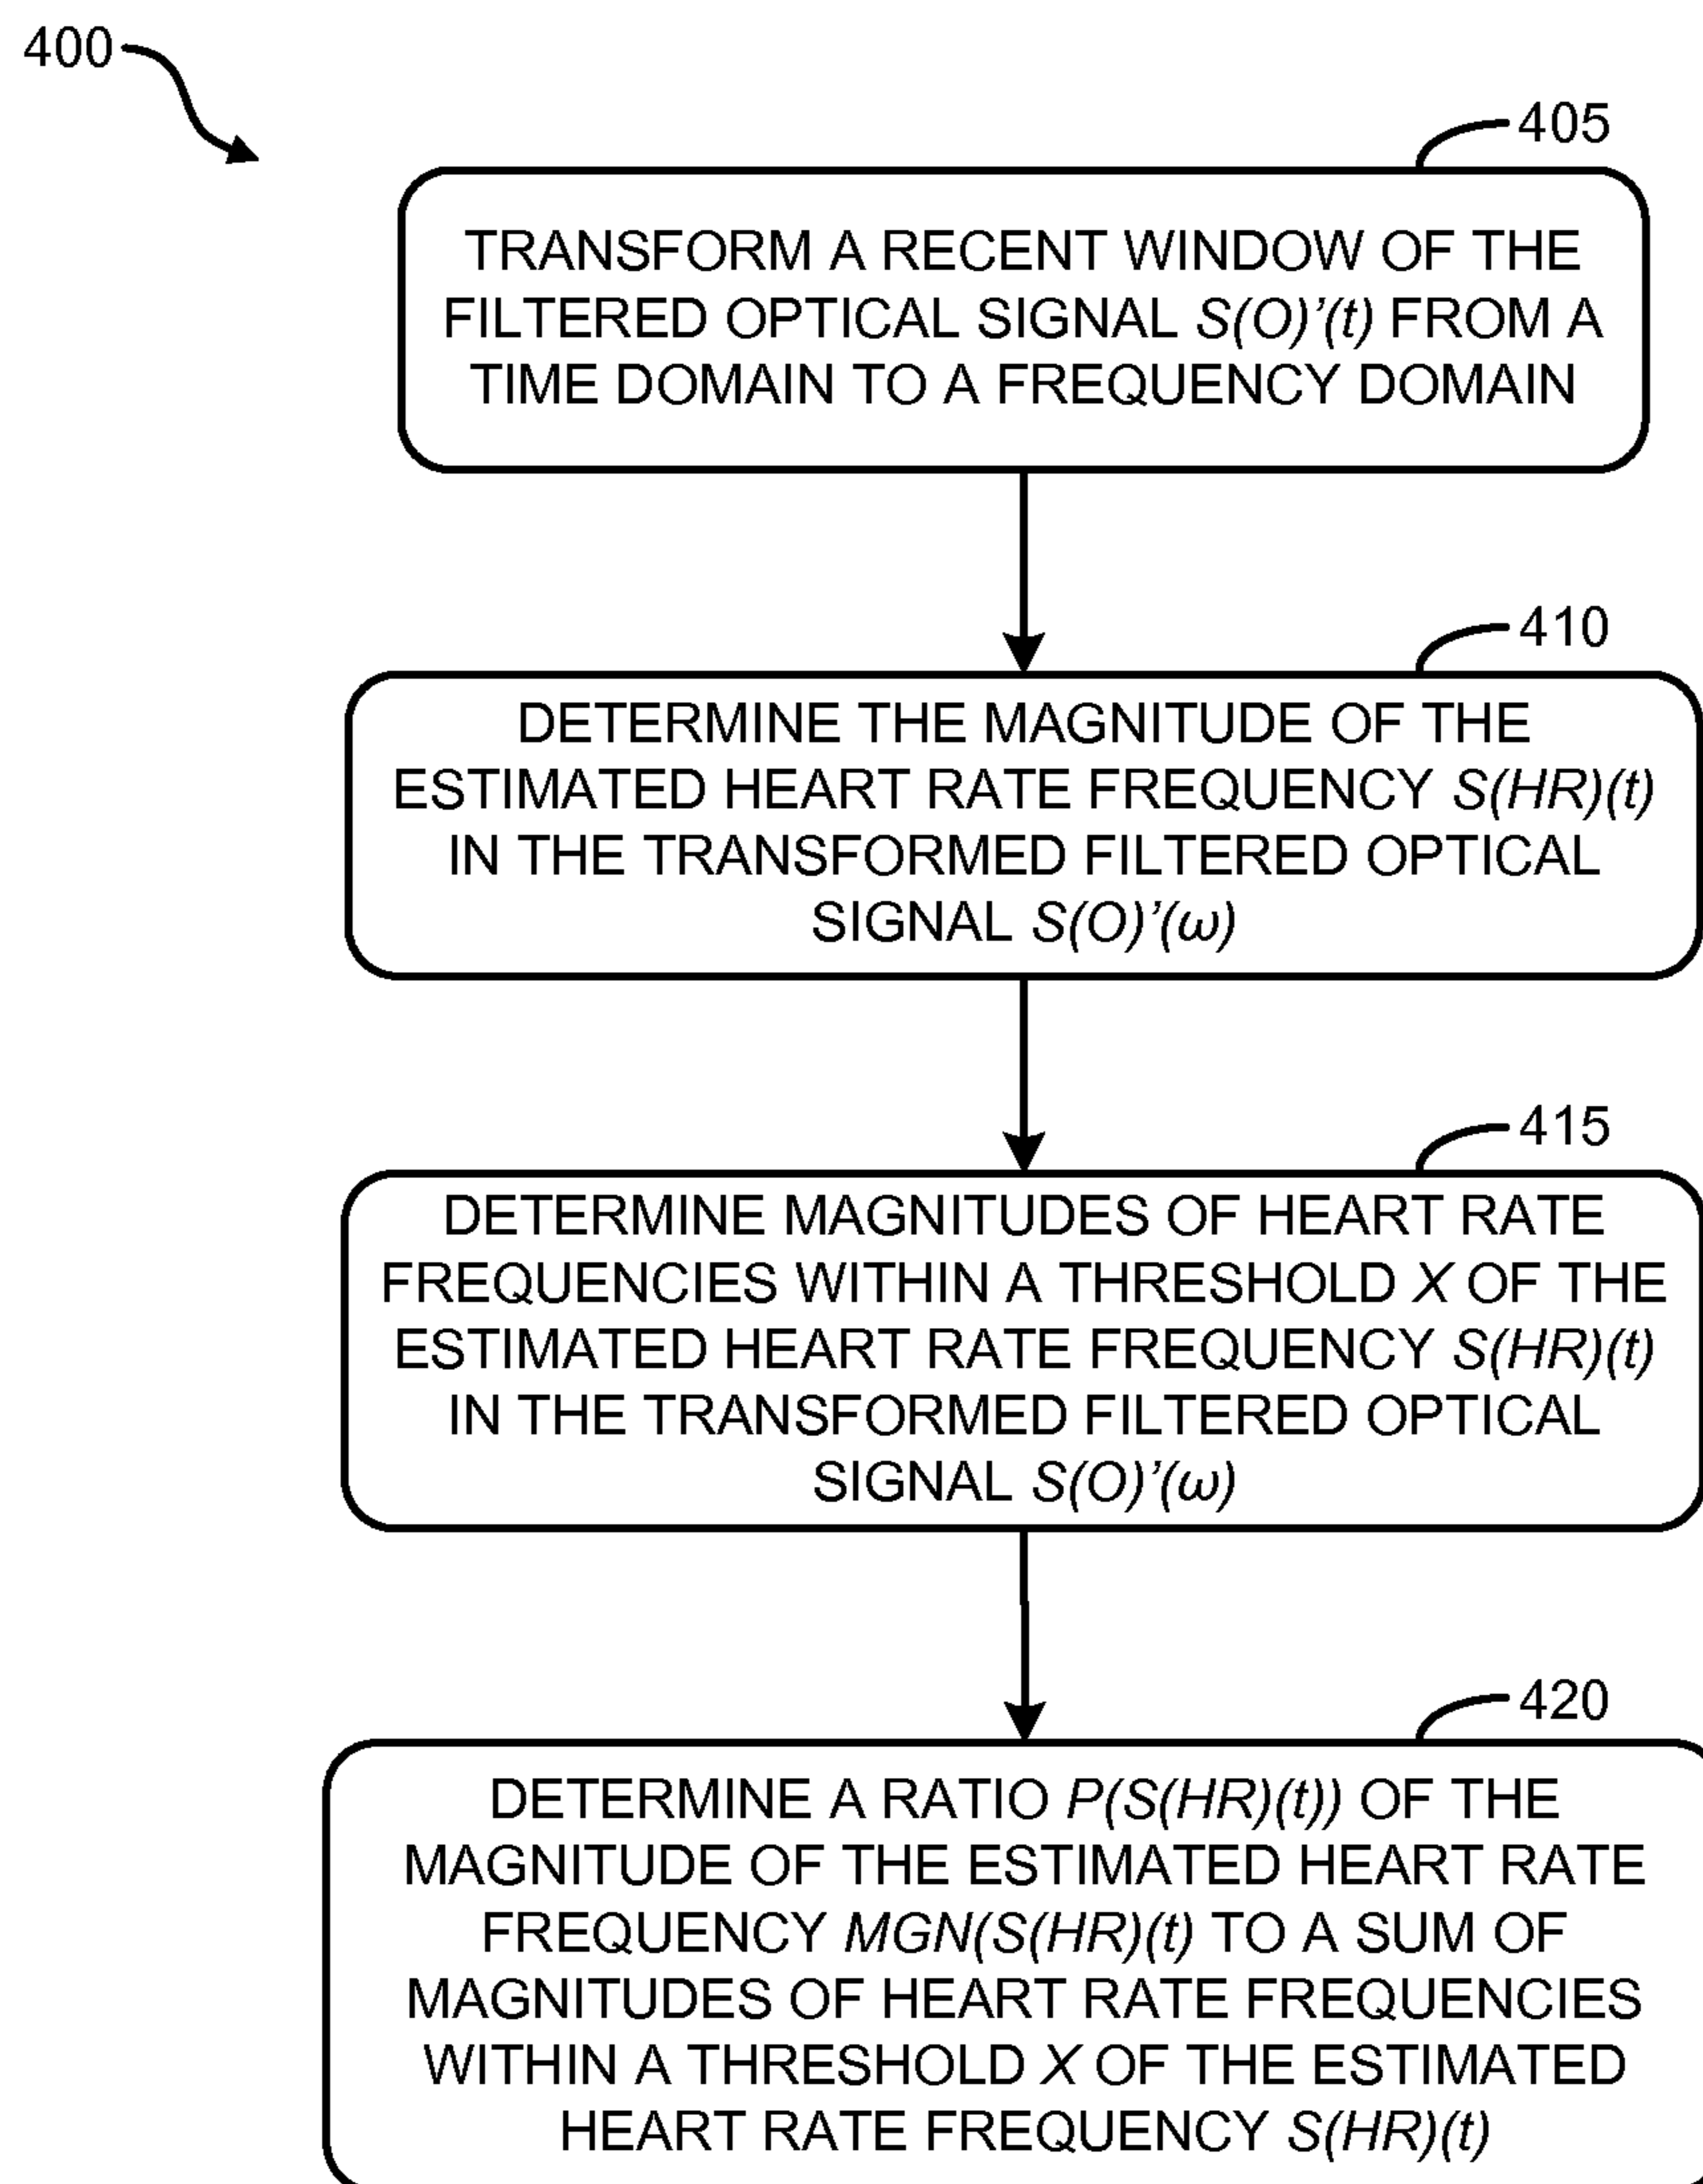 400
405
TRANSFORM A RECENT WINDOW OF THE
FILTERED OPTICAL SIGNAL S(O)’(t) FROM A
TIME DOMAIN TO A FREQUENCY DOMAIN
410
DETERMINE THE MAGNITUDE OF THE
ESTIMATED HEART RATE FREQUENCY S(HR)(t)
IN THE TRANSFORMED FILTERED OPTICAL
SIGNAL S(O)’(ω)
415
DETERMINE MAGNITUDES OF HEART RATE
FREQUENCIES WITHIN A THRESHOLD X OF THE
ESTIMATED HEART RATE FREQUENCY S(HR)(t)
IN THE TRANSFORMED FILTERED OPTICAL
SIGNAL S(O)’(ω)
420
DETERMINE A RATIO P(S(HR)(t)) OF THE
MAGNITUDE OF THE ESTIMATED HEART RATE
FREQUENCY MGN(S(HR)(t) TO A SUM OF
MAGNITUDES OF HEART RATE FREQUENCIES
WITHIN A THRESHOLD X OF THE ESTIMATED
HEART RATE FREQUENCY S(HR)(t)